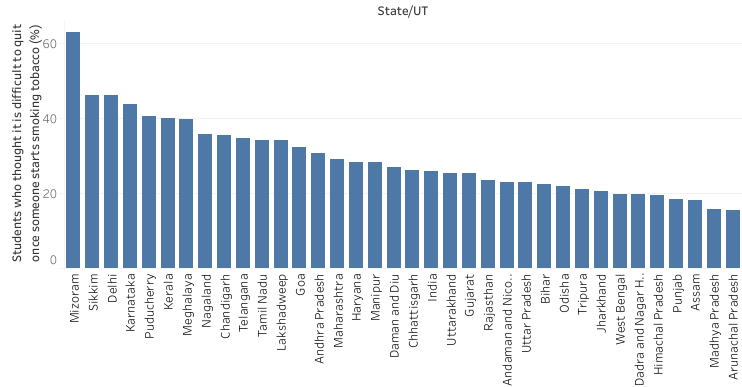 State/UT
Students who thought it is difficult to quit
once someone starts smoking tobacco (%)
60
40
20
0
Mizoram
Sikkim
Delhi
Karnataka
Puducherry
Kerala
Meghalaya
Nagaland
Chandigarh
Telangana
Tamil Nadu
Lakshadweep
Goa
Andhra Pradesh
Maharashtra
Haryana
Manipur
Daman and Diu
Chhattisgarh
India
Uttarakhand
Gujarat
Rajasthan
Andaman and Nico..
Uttar Pradesh
Bihar
Odisha
Tripura
Jharkhand
West Bengal
Dadra and Nagar H..
Himachal Pradesh
Punjab
Assam
Madhya Pradesh
Arunachal Pradesh